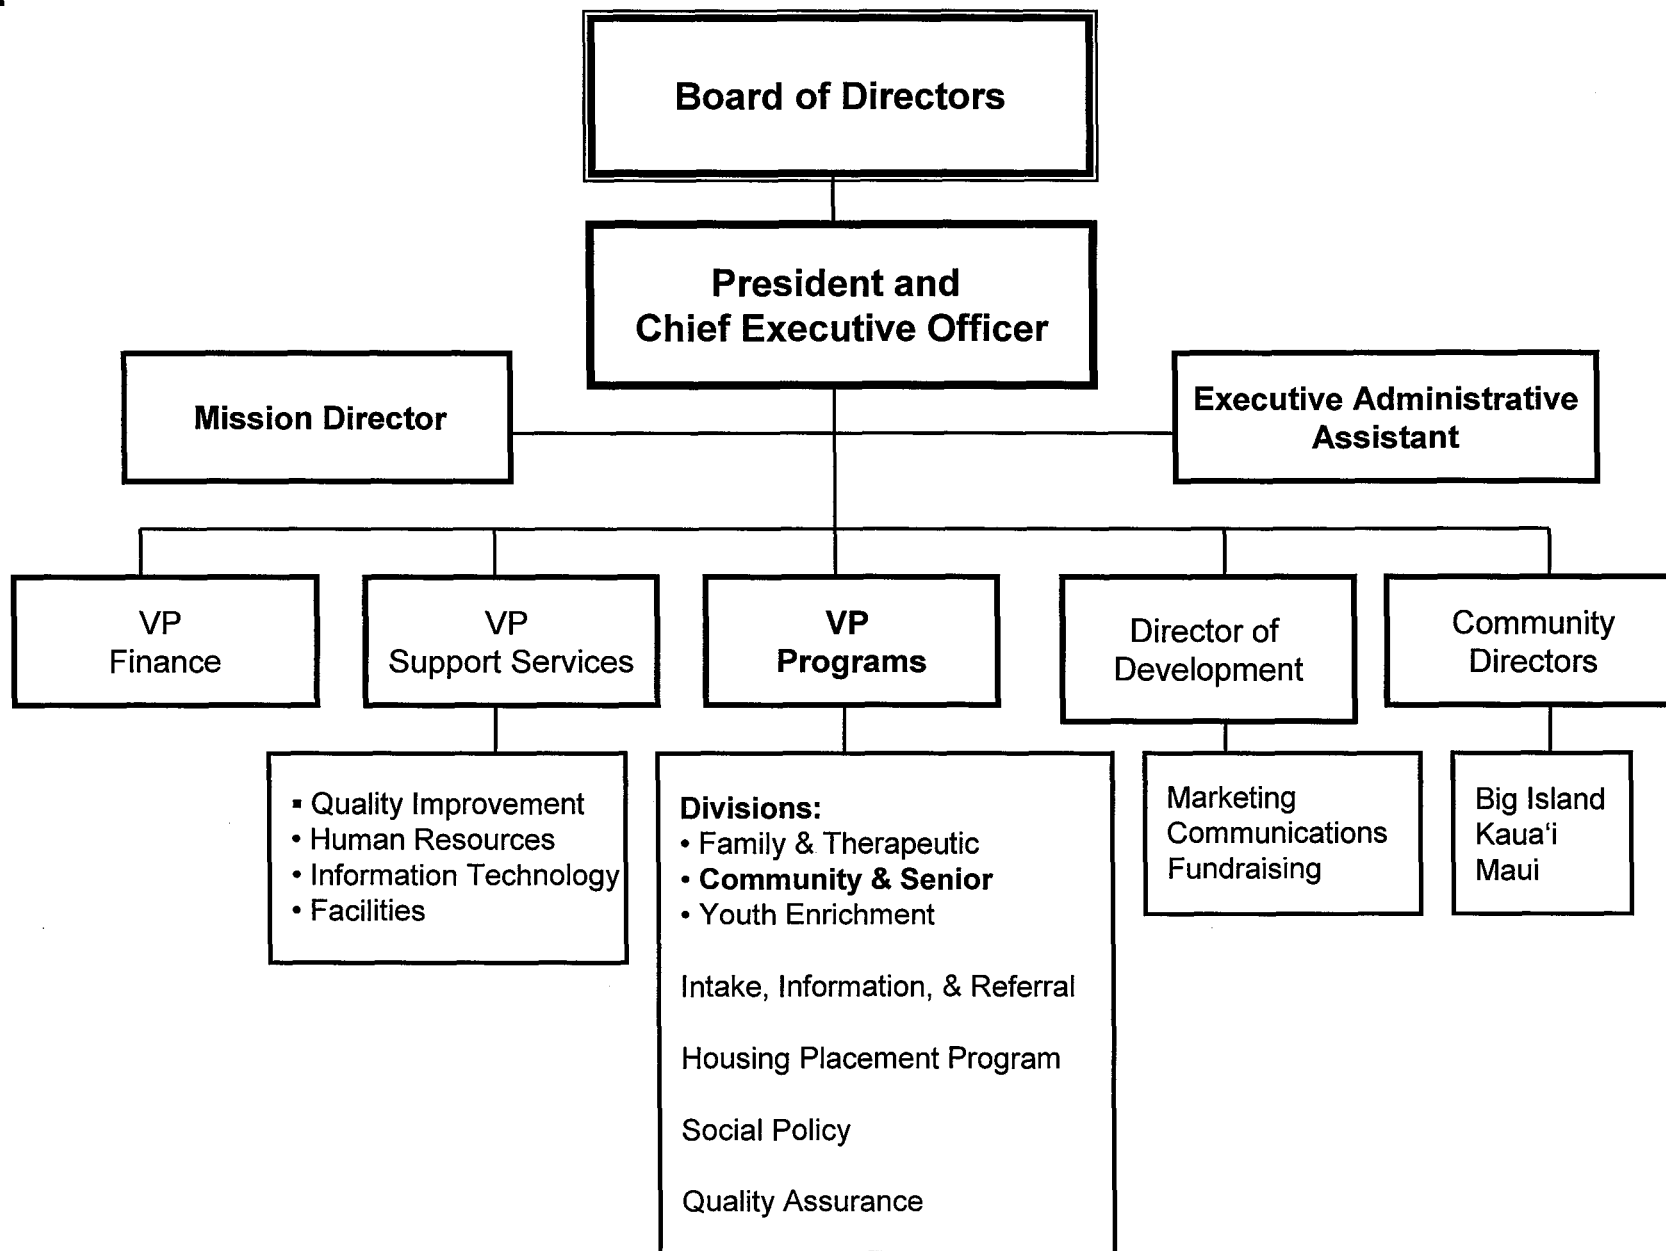 Board of Directors
President and
Chief Executive Officer
Mission Director
Executive Administrative
Assistant
VP
Finance
VP
Support Services
VP
Programs
Director of
Development
Community
Directors
▪ Quality Improvement
• Human Resources
• Information Technology
• Facilities
Divisions:
• Family & Therapeutic
• Community & Senior
• Youth Enrichment
Intake, Information, & Referral
Housing Placement Program
Social Policy
Quality Assurance
Marketing
Communications
Fundraising
Big Island
Kauaʻi
Maui